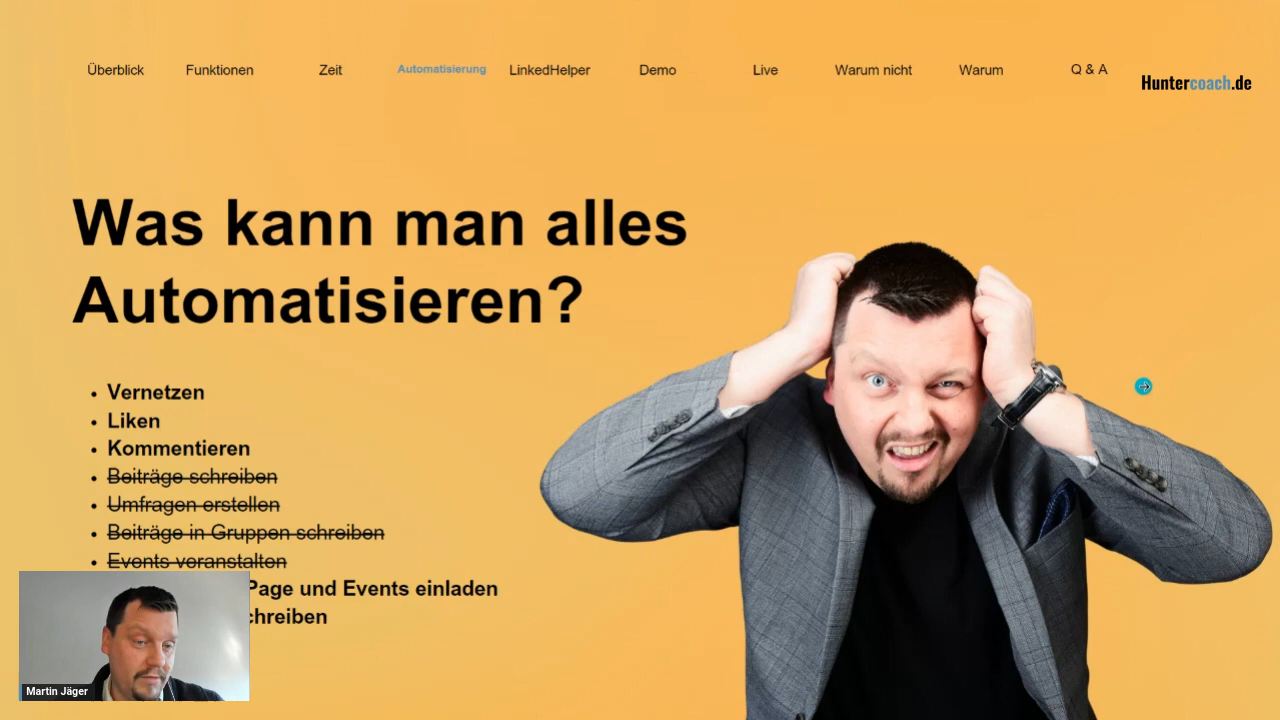 Überblick Funktionen Zeit Automatisierung LinkedHelper Demo Live Warum nicht Warum Q & A
Huntercoach.de
Was kann man alles
Automatisieren?
• Vernetzen
• Liken
• Kommentieren
• Beiträge schreiben
• Umfragen erstellen
• Beiträge in Gruppen schreiben
• Events veranstalten
Page und Events einladen
chreiben
Martin Jäger